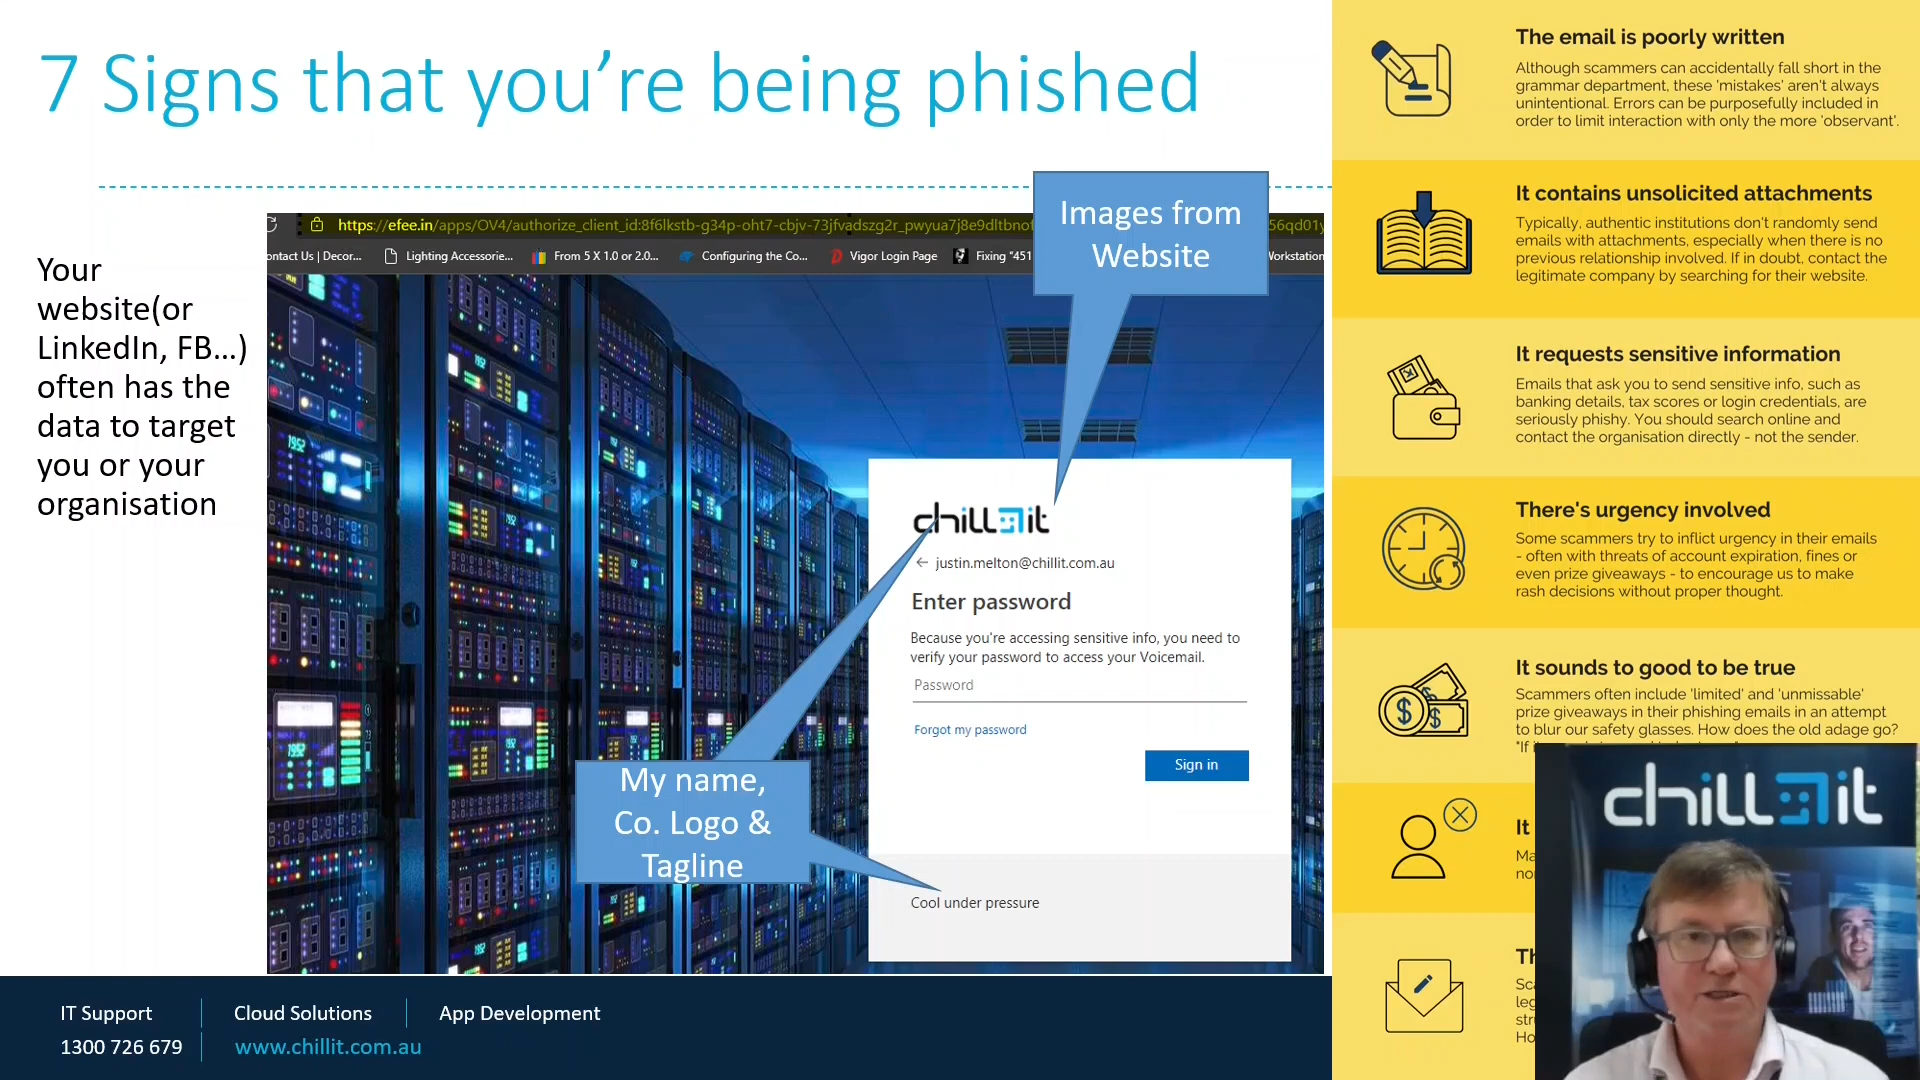 7 Signs that you're being phished
Your
website(or
LinkedIn, FB...)
often has the
data to target
you or your
organisation
https://efee.in/apps/OV4/authorize_client_id:8f6lkstb-g34p-oht7-cbjv-73jfvadszg2r_pwyua7j8e9dltbnof
56qd01y
ontact Us | Decor...
Lighting Accessorie...
From 5 X 1.0 or 2.0...
Configuring the Co...
Vigor Login Page
Fixing "451
Workstation
Images from
Website
chillit
← justin.melton@chillit.com.au
Enter password
Because you're accessing sensitive info, you need to
verify your password to access your Voicemail.
Password
Forgot my password
Sign in
My name,
Co. Logo &
Tagline
Cool under pressure
IT Support
Cloud Solutions
App Development
1300 726 679
www.chillit.com.au
The email is poorly written
Although scammers can accidentally fall short in the
grammar department, these 'mistakes' aren't always
unintentional. Errors can be purposefully included in
order to limit interaction with only the more 'observant'.
It contains unsolicited attachments
Typically, authentic institutions don't randomly send
emails with attachments, especially when there is no
previous relationship involved. If in doubt, contact the
legitimate company by searching for their website.
It requests sensitive information
Emails that ask you to send sensitive info, such as
banking details, tax scores or login credentials, are
seriously phishy. You should search online and
contact the organisation directly - not the sender.
There's urgency involved
Some scammers try to inflict urgency in their emails
- often with threats of account expiration, fines or
even prize giveaways - to encourage us to make
rash decisions without proper thought.
It sounds to good to be true
Scammers often include 'limited' and 'unmissable'
prize giveaways in their phishing emails in an attempt
to blur our safety glasses. How does the old adage go?
"If
It
Ma
no
Th
Sca
leg
str
Ho
chillit